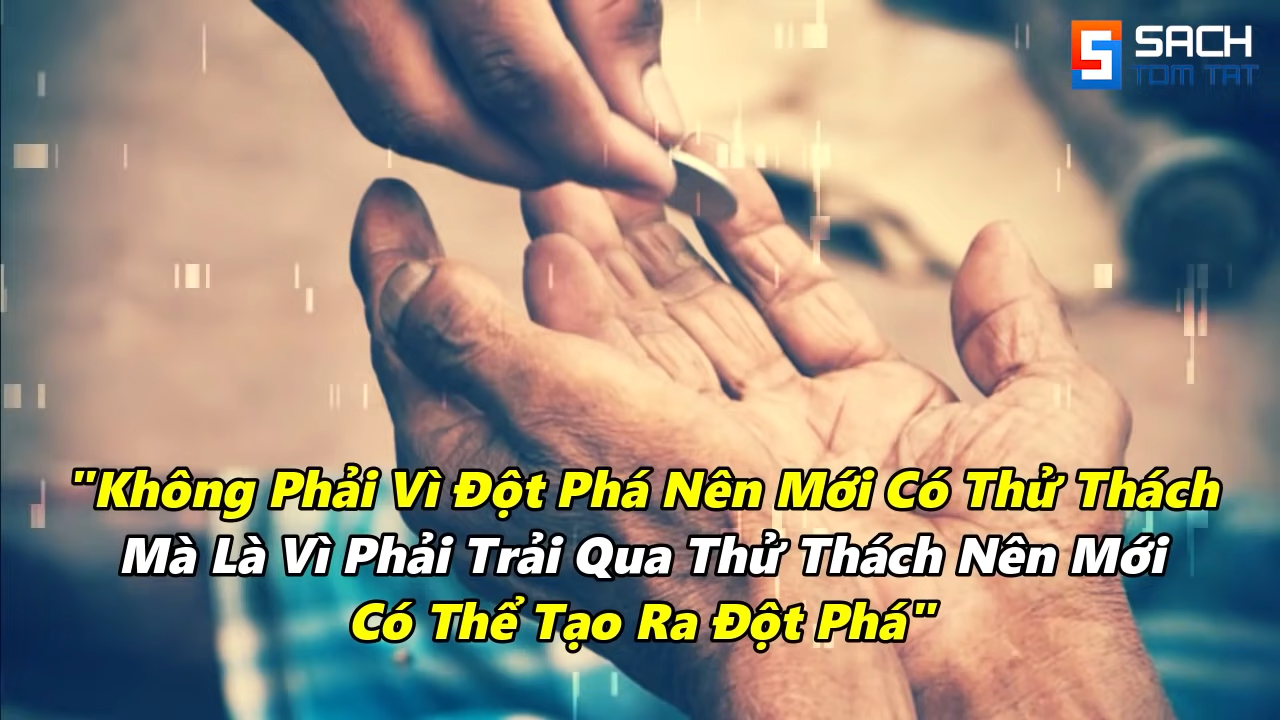 SACH
TOM TAT
"Không Phải Vì Đột Phá Nên Mới Có Thử Thách
Mà Là Vì Phải Trải Qua Thử Thách Nên Mới
Có Thể Tạo Ra Đột Phá"